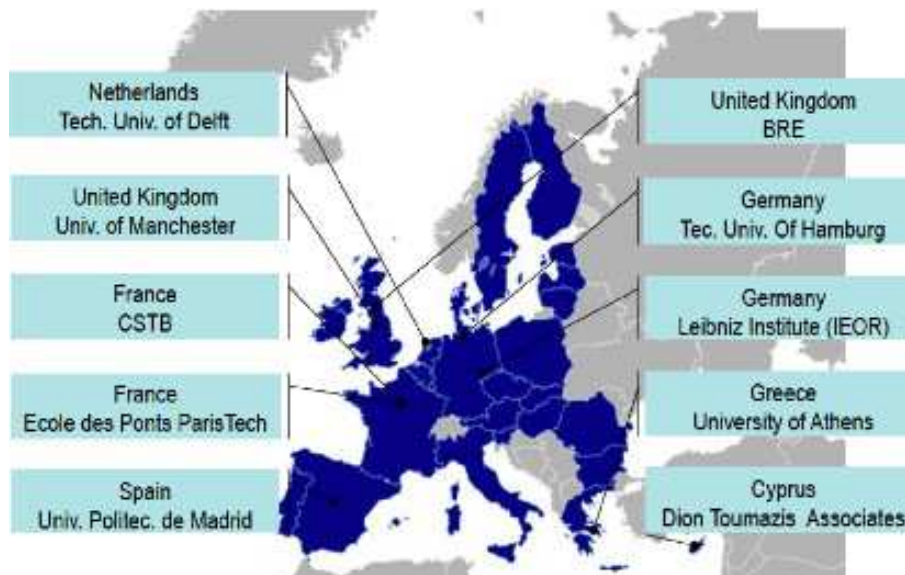 Netherlands
Tech. Univ. of Delft
United Kingdom
Univ. of Manchester
France
CSTB
France
Ecole des Ponts ParisTech
Spain
Univ. Politec. de Madrid
United Kingdom
BRE
Germany
Tec. Univ. Of Hamburg
Germany
Leibniz Institute (IEOR)
Greece
University of Athens
Cyprus
Dion Toumazis Associates